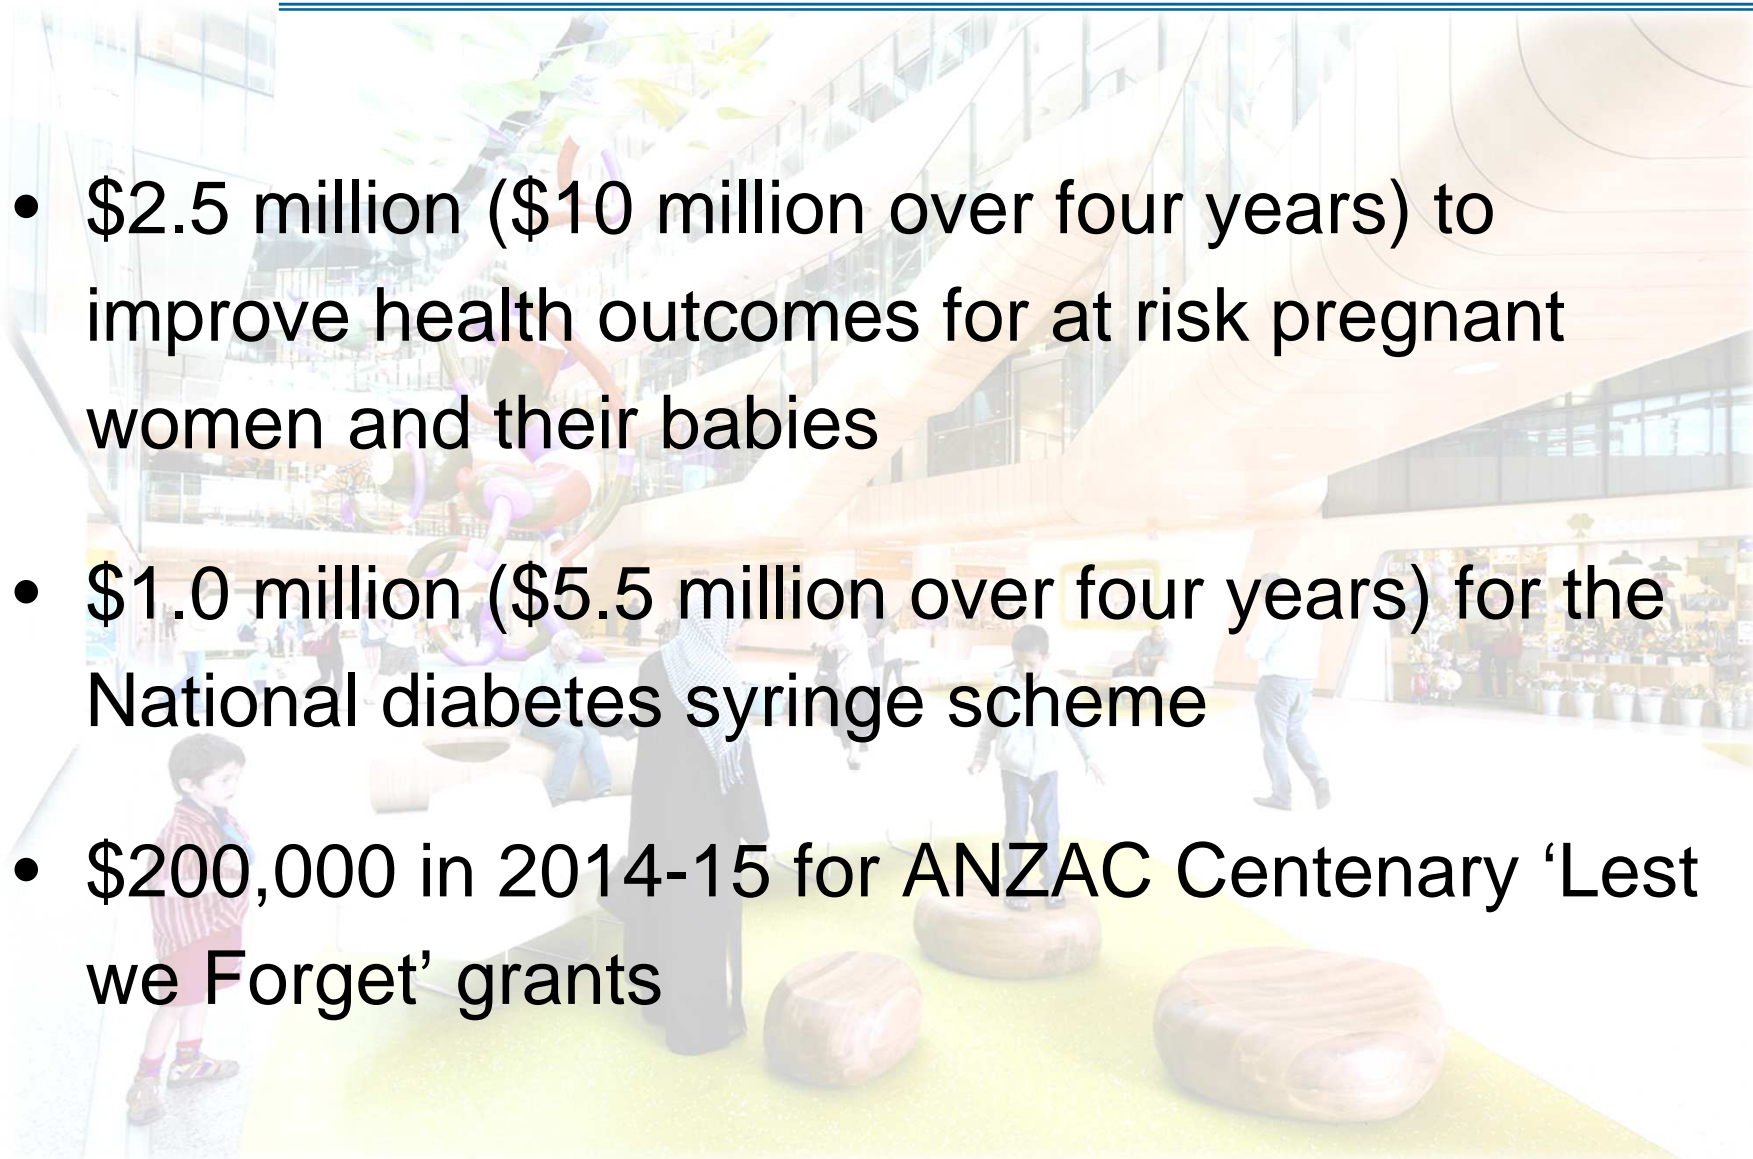 • $2.5 million ($10 million over four years) to
improve health outcomes for at risk pregnant
women and their babies
• $1.0 million ($5.5 million over four years) for the
National diabetes syringe scheme
• $200,000 in 2014-15 for ANZAC Centenary ‘Lest
we Forget’ grants